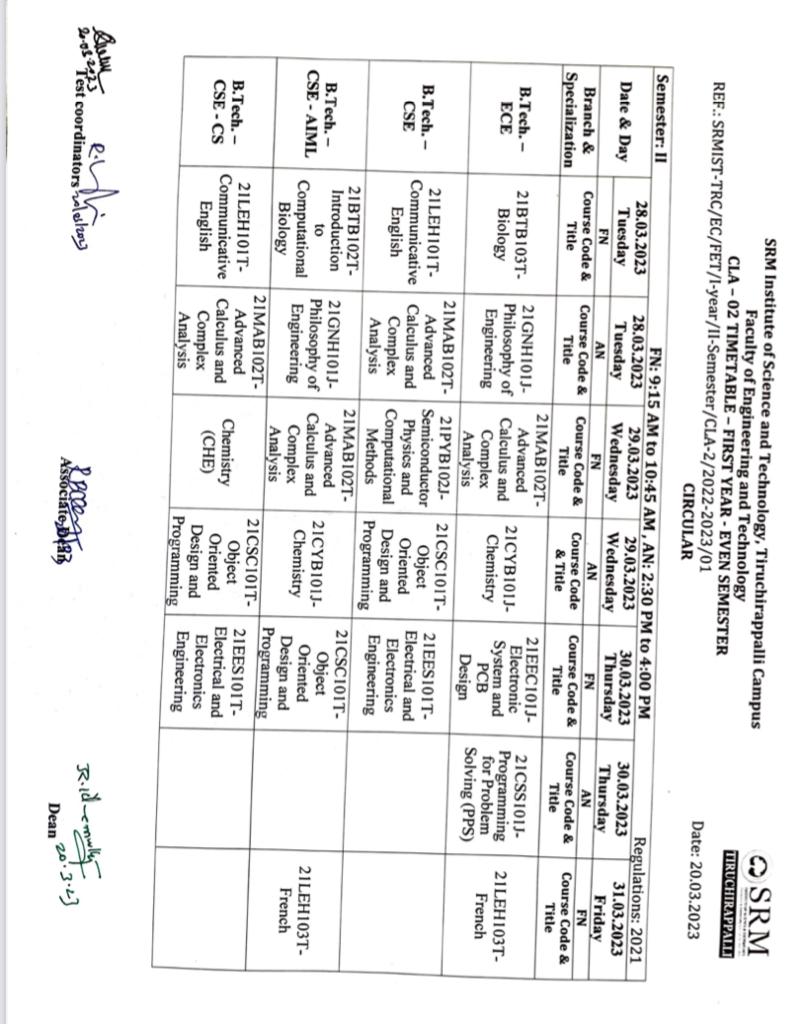 SRM Institute of Science and Technology, Tiruchirappalli Campus
Faculty of Engineering and Technology
CLA – 02 TIMETABLE – FIRST YEAR - EVEN SEMESTER
SRM
TIRUCHIRAPPALLI
REF.: SRMIST-TRC/EC/FET/I-year/II-Semester/CLA-2/2022-2023/01
Date: 20.03.2023
CIRCULAR
Regulations: 2021
Semester: II
FN: 9:15 AM to 10:45 AM , AN: 2:30 PM to 4:00 PM
Date & Day
28.03.2023
Tuesday
FN
28.03.2023
Tuesday
AN
29.03.2023
Wednesday
FN
29.03.2023
Wednesday
AN
30.03.2023
Thursday
FN
30.03.2023
Thursday
AN
31.03.2023
Friday
FN
Branch &
Specialization
Course Code &
Title
Course Code &
Title
Course Code &
Title
Course Code
& Title
Course Code &
Title
Course Code &
Title
Course Code &
Title
B.Tech. –
ECE
21BTB103T-
Biology
21GNH101J-
Philosophy of
Engineering
21MAB102T-
Advanced
Calculus and
Complex
Analysis
21CYB101J-
Chemistry
21EEC101J-
Electronic
System and
PCB
Design
21CSS101J-
Programming
for Problem
Solving (PPS)
21LEH103T-
French
B.Tech. –
CSE
21LEH101T-
Communicative
English
21MAB102T-
Advanced
Calculus and
Complex
Analysis
21PYB102J-
Semiconductor
Physics and
Computational
Methods
21CSC101T-
Object
Oriented
Design and
Programming
21EES101T-
Electrical and
Electronics
Engineering
B.Tech. –
CSE - AIML
21BTB102T-
Introduction
to
Computational
Biology
21GNH101J-
Philosophy of
Engineering
21MAB102T-
Advanced
Calculus and
Complex
Analysis
21CYB101J-
Chemistry
21CSC101T-
Object
Oriented
Design and
Programming
21LEH103T-
French
B.Tech. –
CSE - CS
21LEH101T-
Communicative
English
21MAB102T-
Advanced
Calculus and
Complex
Analysis
Chemistry
(CHE)
21CSC101T-
Object
Oriented
Design and
Programming
21EES101T-
Electrical and
Electronics
Engineering
20-03-2023
Test coordinators
Associate Dean
20.3.23
Dean